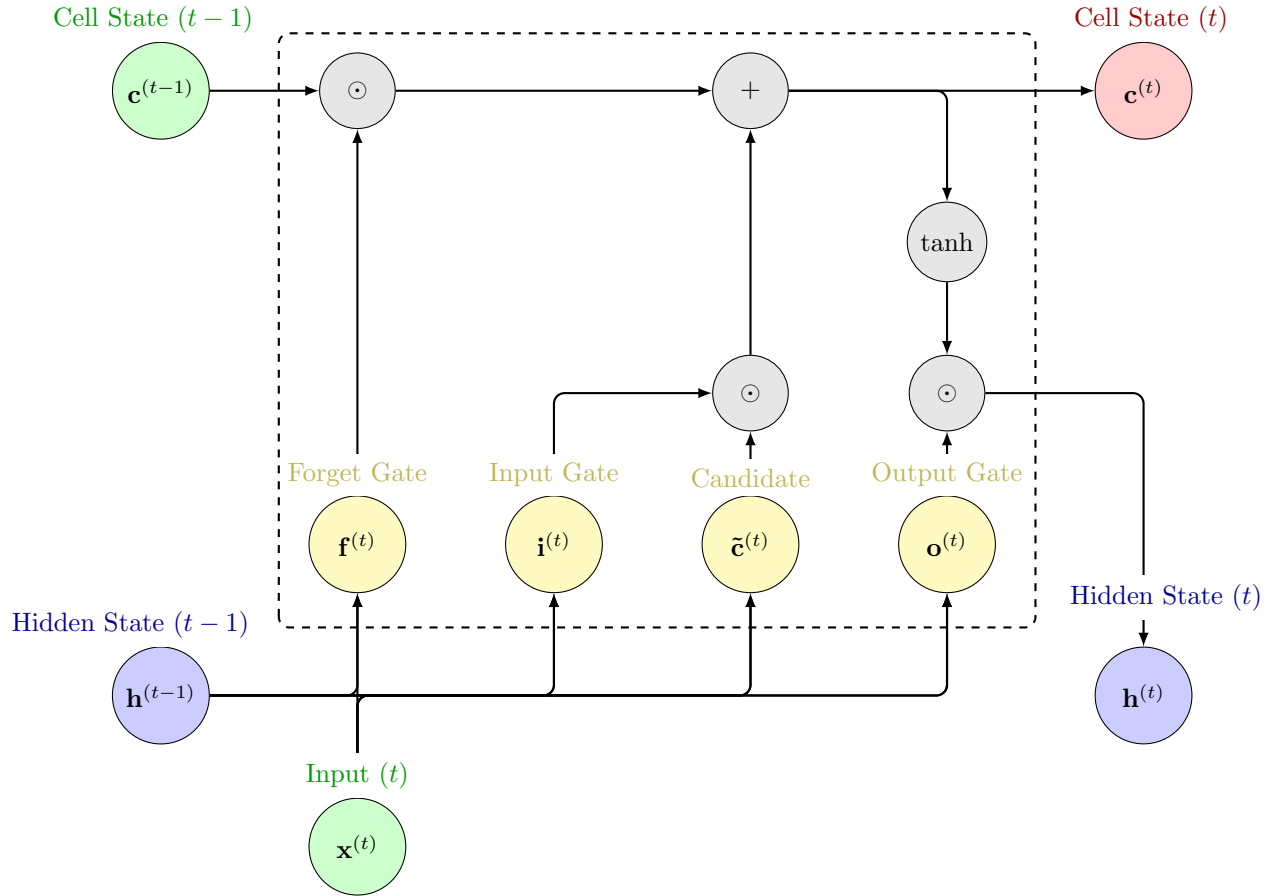 Cell State (t − 1)
Cell State (t)
c^(t−1)
⊙
+
c^(t)
tanh
⊙
⊙
Forget Gate
Input Gate
Candidate
Output Gate
f^(t)
i^(t)
c̃^(t)
o^(t)
Hidden State (t − 1)
Hidden State (t)
h^(t−1)
h^(t)
Input (t)
x^(t)